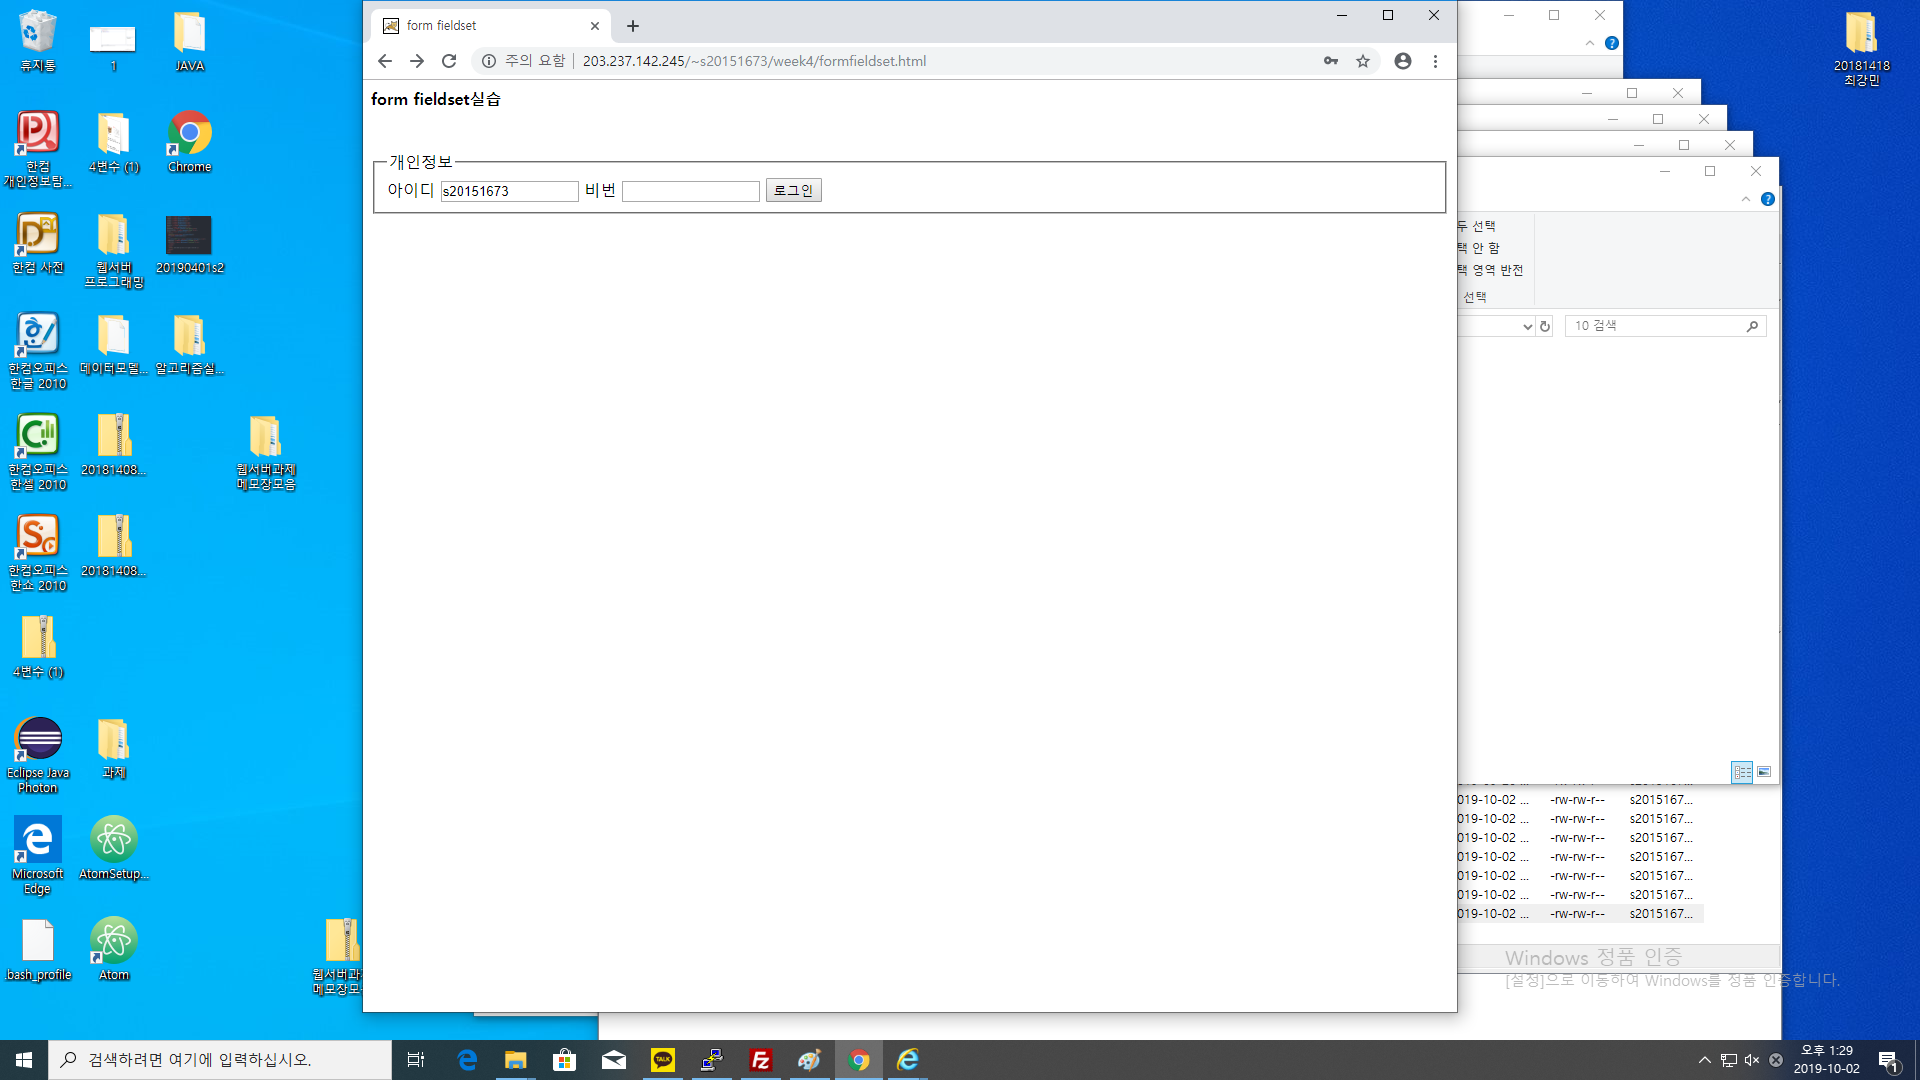 form fieldset
주의 요함
203.237.142.245/~s20151673/week4/formfieldset.html
form fieldset실습
개인정보
아이디 s20151673 비번 로그인
휴지통
1
JAVA
한컴
개인정보탐...
4변수 (1)
Chrome
한컴 사전
웹서버
프로그래밍
20190401s2
한컴오피스
한글 2010
데이터모델...
알고리즘실...
한컴오피스
한셀 2010
20181408...
웹서버과제
메모장모음
한컴오피스
한쇼 2010
20181408...
4변수 (1)
Eclipse Java
Photon
과제
Microsoft
Edge
AtomSetup...
.bash_profile
Atom
20181418
최강민
택 안 함
택 영역 반전
선택
10 검색
019-10-02 ... -rw-rw-r-- s2015167...
019-10-02 ... -rw-rw-r-- s2015167...
019-10-02 ... -rw-rw-r-- s2015167...
019-10-02 ... -rw-rw-r-- s2015167...
019-10-02 ... -rw-rw-r-- s2015167...
019-10-02 ... -rw-rw-r-- s2015167...
019-10-02 ... -rw-rw-r-- s2015167...
Windows 정품 인증
[설정]으로 이동하여 Windows를 정품 인증합니다.
검색하려면 여기에 입력하십시오.
TALK
오후 1:29
2019-10-02
1